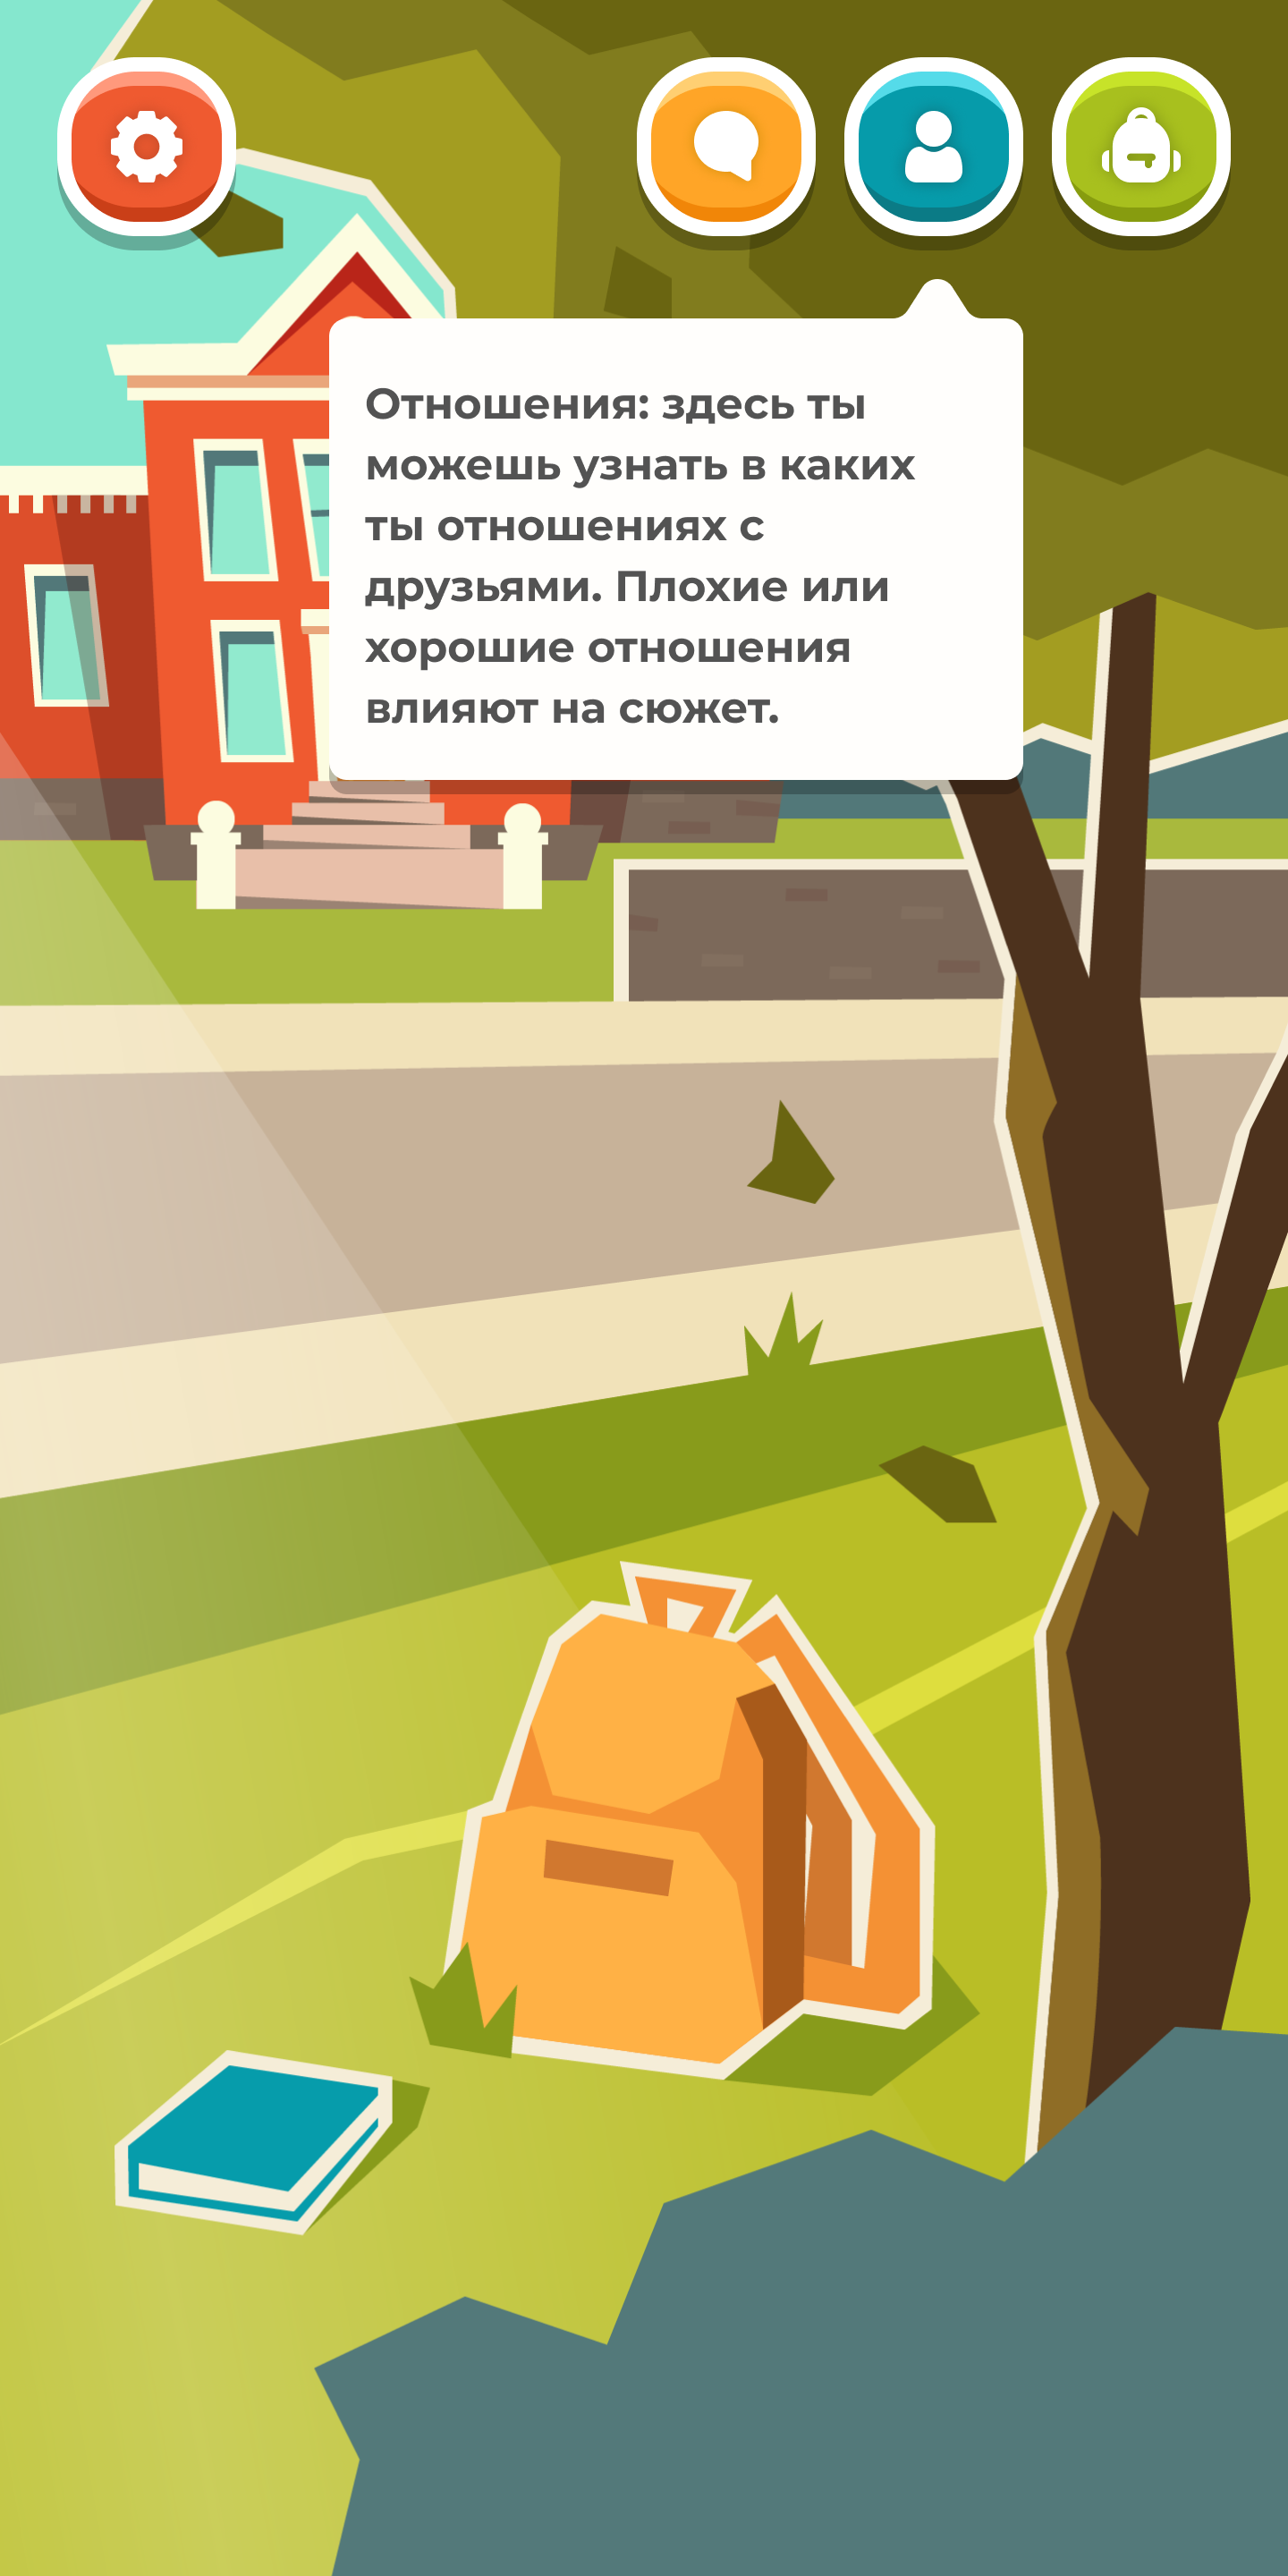 Отношения: здесь ты
можешь узнать в каких
ты отношениях с
друзьями. Плохие или
хорошие отношения
влияют на сюжет.